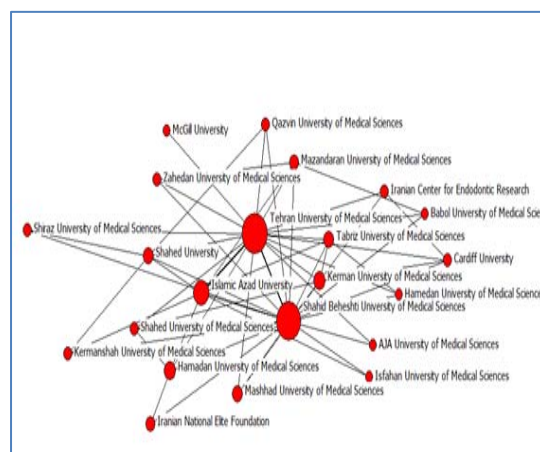 Qazvin University of Medical Sciences
McGill University
Mazandaran University of Medical Sciences
Zahedan University of Medical Sciences
Iranian Center for Endodontic Research
Tehran University of Medical Sciences
Babol University of Medical Scien
Shiraz University of Medical Sciences
Tabriz University of Medical Sciences
Shahed University
Cardiff University
Kerman University of Medical Sciences
Islamic Azad University
Hamedan University of Medical Science
Shahid Beheshti University of Medical Sciences
Shahed University of Medical Sciences
AJA University of Medical Sciences
Kermanshah University of Medical Sciences
Hamadan University of Medical Sciences
Isfahan University of Medical Sciences
Mashhad University of Medical Sciences
Iranian National Elite Foundation